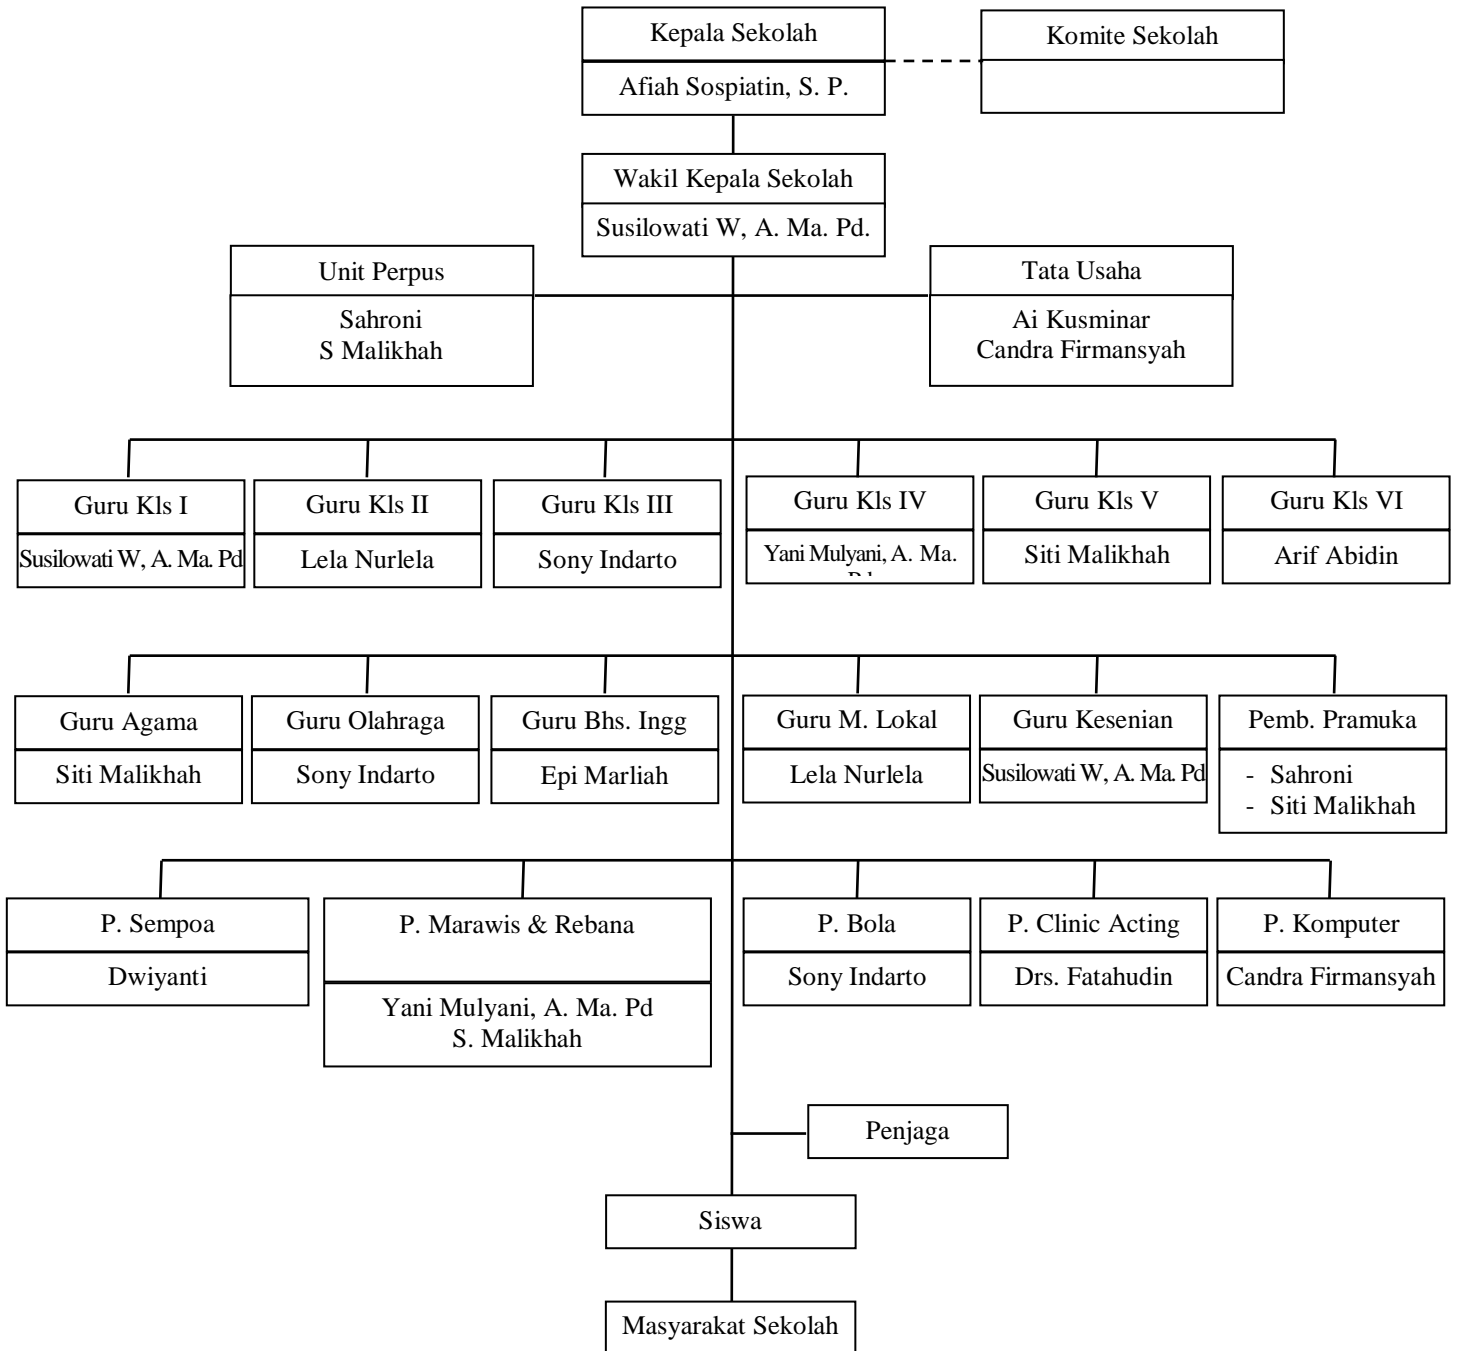 Kepala Sekolah
Afiah Sospiatin, S. P.
Komite Sekolah
Wakil Kepala Sekolah
Susilowati W, A. Ma. Pd.
Unit Perpus
Sahroni
S Malikhah
Tata Usaha
Ai Kusminar
Candra Firmansyah
Guru Kls I
Susilowati W, A. Ma. Pd
Guru Kls II
Lela Nurlela
Guru Kls III
Sony Indarto
Guru Kls IV
Yani Mulyani, A. Ma.
Guru Kls V
Siti Malikhah
Guru Kls VI
Arif Abidin
Guru Agama
Siti Malikhah
Guru Olahraga
Sony Indarto
Guru Bhs. Ingg
Epi Marliah
Guru M. Lokal
Lela Nurlela
Guru Kesenian
Susilowati W, A. Ma. Pd
Pemb. Pramuka
- Sahroni
- Siti Malikhah
P. Sempoa
Dwiyanti
P. Marawis & Rebana
Yani Mulyani, A. Ma. Pd
S. Malikhah
P. Bola
Sony Indarto
P. Clinic Acting
Drs. Fatahudin
P. Komputer
Candra Firmansyah
Penjaga
Siswa
Masyarakat Sekolah